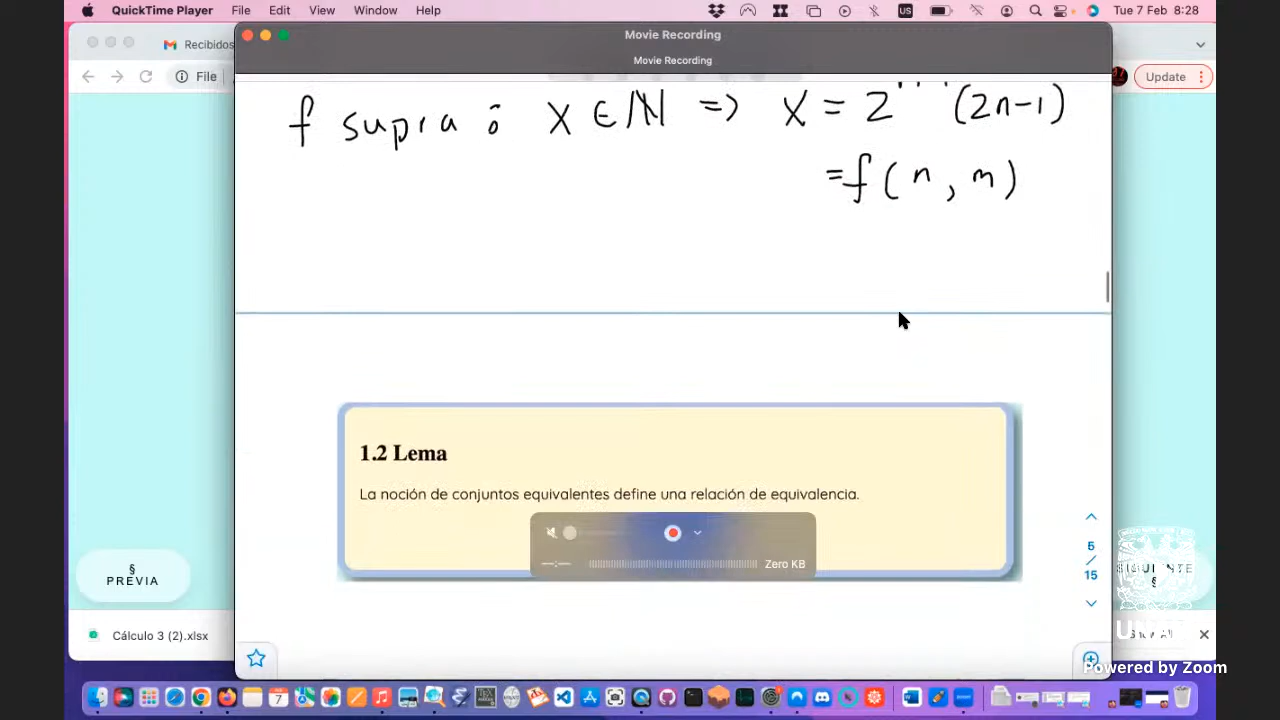 QuickTime Player File Edit View Window Help US Tue 7 Feb 8:28
Recibidos
Movie Recording
File
Movie Recording
Update
f supra : x ∈ ℕ => x = 2 (2n-1)
= f(n, m)
1.2 Lema
La noción de conjuntos equivalentes define una relación de equivalencia.
--:-- Zero KB
5
/
15
§
PREVIA
§
Cálculo 3 (2).xlsx
Powered by Zoom